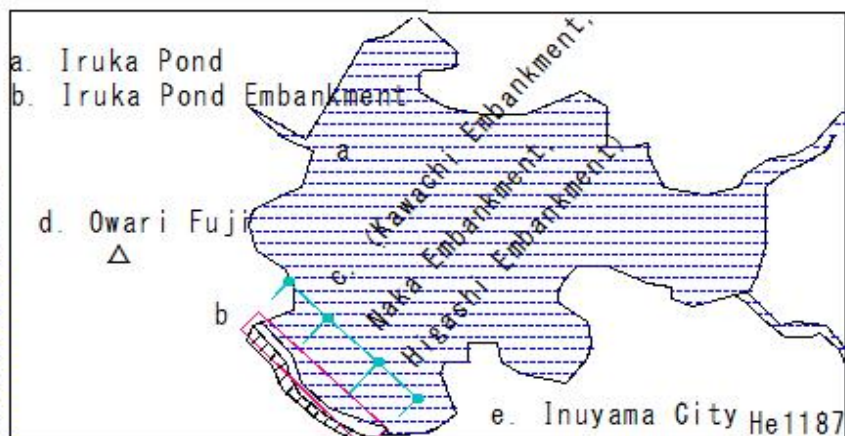 a. Iruka Pond
b. Iruka Pond Embankment
a
c. (Kawachi Embankment,
Naka Embankment,
Higashi Embankment)
d. Owari Fuji
b
e. Inuyama City
He1187